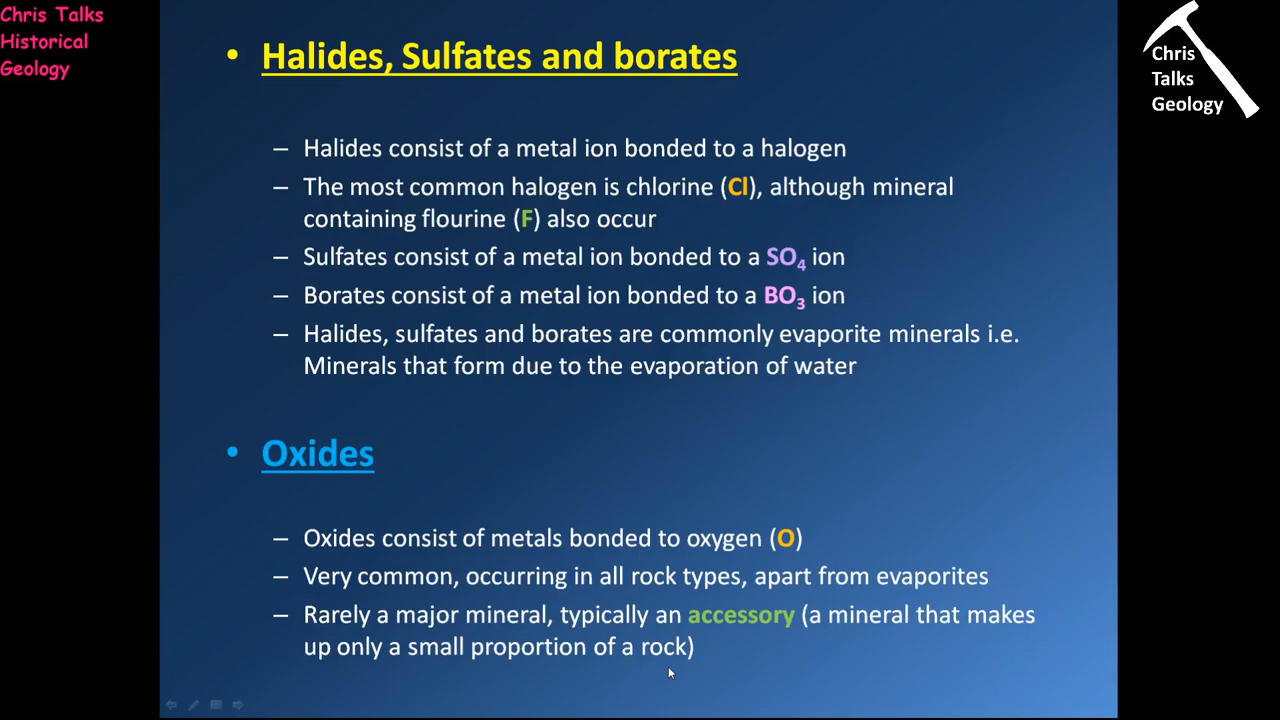 Chris Talks
Historical
Geology
• Halides, Sulfates and borates
– Halides consist of a metal ion bonded to a halogen
– The most common halogen is chlorine (Cl), although mineral
containing flourine (F) also occur
– Sulfates consist of a metal ion bonded to a SO₄ ion
– Borates consist of a metal ion bonded to a BO₃ ion
– Halides, sulfates and borates are commonly evaporite minerals i.e.
Minerals that form due to the evaporation of water
• Oxides
– Oxides consist of metals bonded to oxygen (O)
– Very common, occurring in all rock types, apart from evaporites
– Rarely a major mineral, typically an accessory (a mineral that makes
up only a small proportion of a rock)
Chris
Talks
Geology